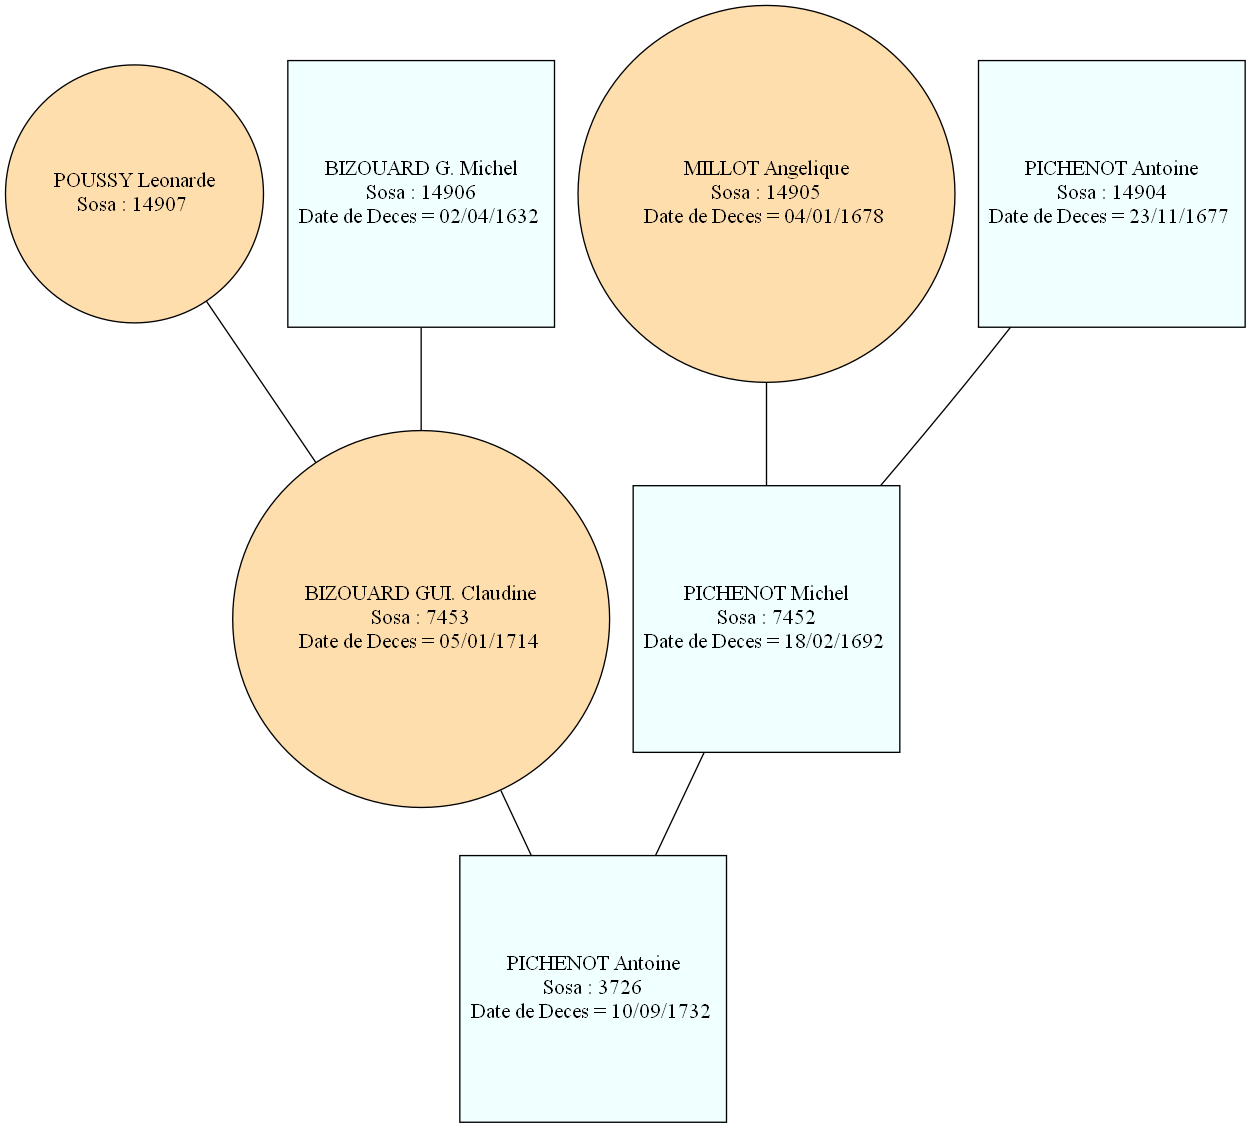 POUSSY Leonarde
Sosa : 14907
BIZOUARD G. Michel
Sosa : 14906
Date de Deces = 02/04/1632
MILLOT Angelique
Sosa : 14905
Date de Deces = 04/01/1678
PICHENOT Antoine
Sosa : 14904
Date de Deces = 23/11/1677
BIZOUARD GUI. Claudine
Sosa : 7453
Date de Deces = 05/01/1714
PICHENOT Michel
Sosa : 7452
Date de Deces = 18/02/1692
PICHENOT Antoine
Sosa : 3726
Date de Deces = 10/09/1732